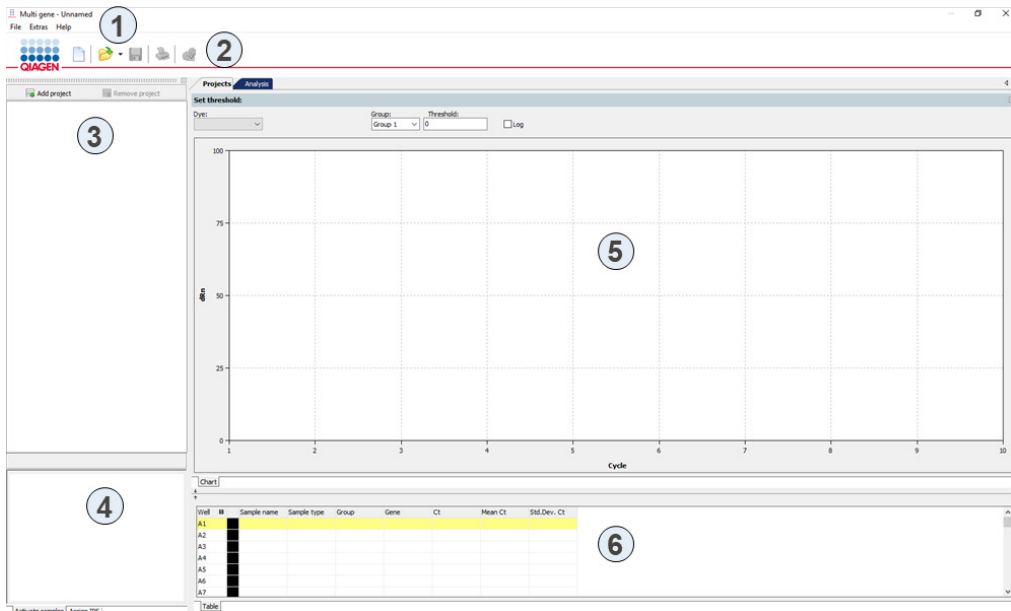 Multi gene - Unnamed
File Extras Help
1
QIAGEN
2
Add project Remove project
3
4
Projects Analysis
Set threshold:
Dye: Group: Threshold:
Group 1 0 Log
100
75
50
25
0
dRn
5
1 2 3 4 5 6 7 8 9 10
Cycle
Chart
Well Sample name Sample type Group Gene Ct Mean Ct Std.Dev. Ct
A1
A2
A3
A4
A5
A6
A7
6
Table